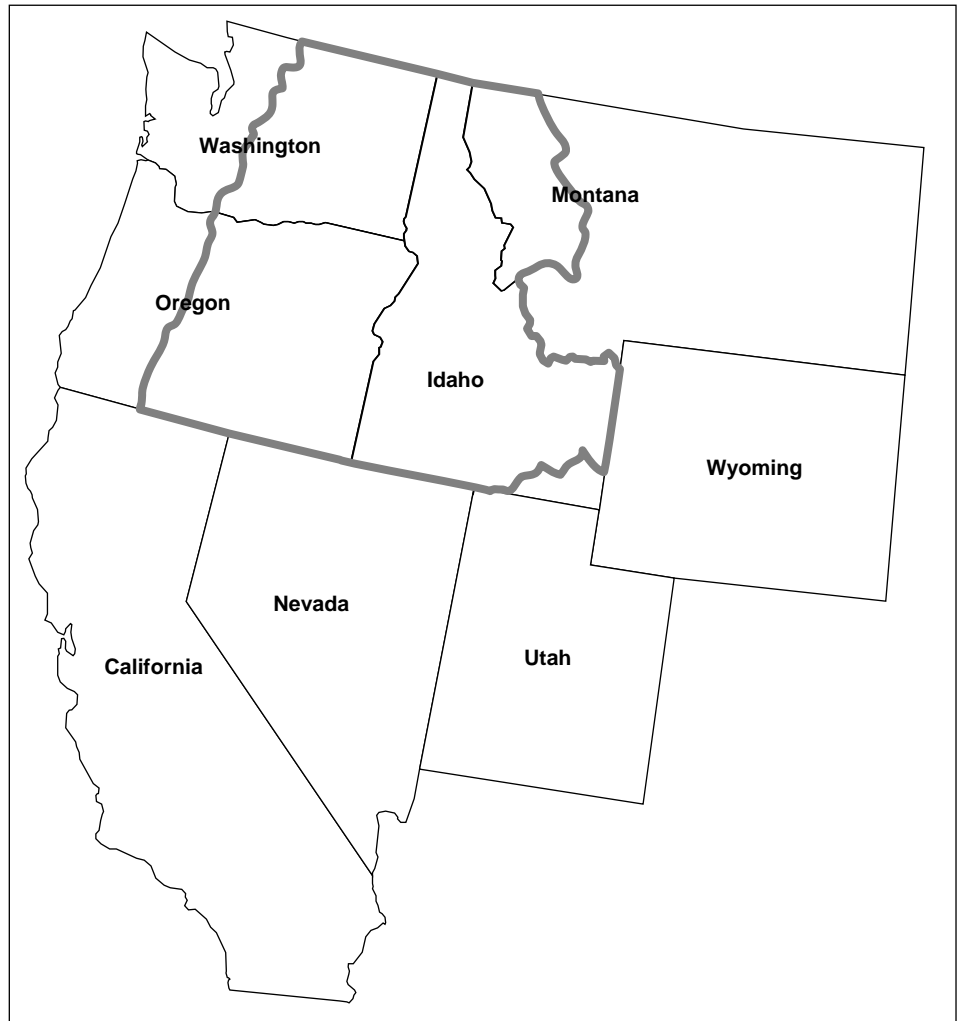 Washington
Montana
Oregon
Idaho
Wyoming
Nevada
Utah
California